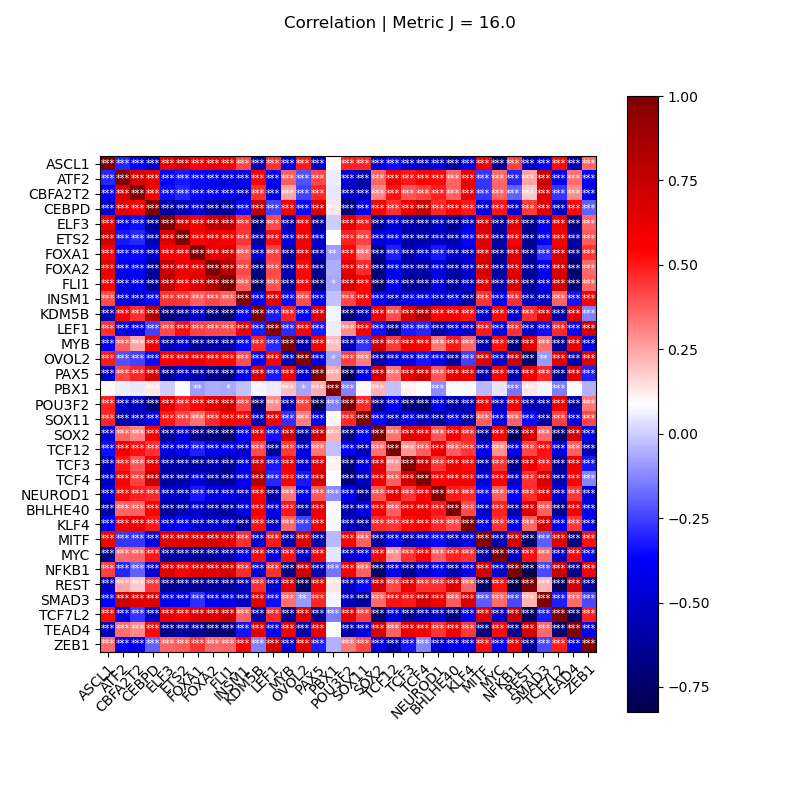 Correlation | Metric J = 16.0
ASCL1
ATF2
CBFA2T2
CEBPD
ELF3
ETS2
FOXA1
FOXA2
FLI1
INSM1
KDM5B
LEF1
MYB
OVOL2
PAX5
PBX1
POU3F2
SOX11
SOX2
TCF12
TCF3
TCF4
NEUROD1
BHLHE40
KLF4
MITF
MYC
NFKB1
REST
SMAD3
TCF7L2
TEAD4
ZEB1
ASCL1 ATF2 CBFA2T2 CEBPD ELF3 ETS2 FOXA1 FOXA2 FLI1 INSM1 KDM5B LEF1 MYB OVOL2 PAX5 PBX1 POU3F2 SOX11 SOX2 TCF12 TCF3 TCF4 NEUROD1 BHLHE40 KLF4 MITF MYC NFKB1 REST SMAD3 TCF7L2 TEAD4 ZEB1
1.00
0.75
0.50
0.25
0.00
−0.25
−0.50
−0.75